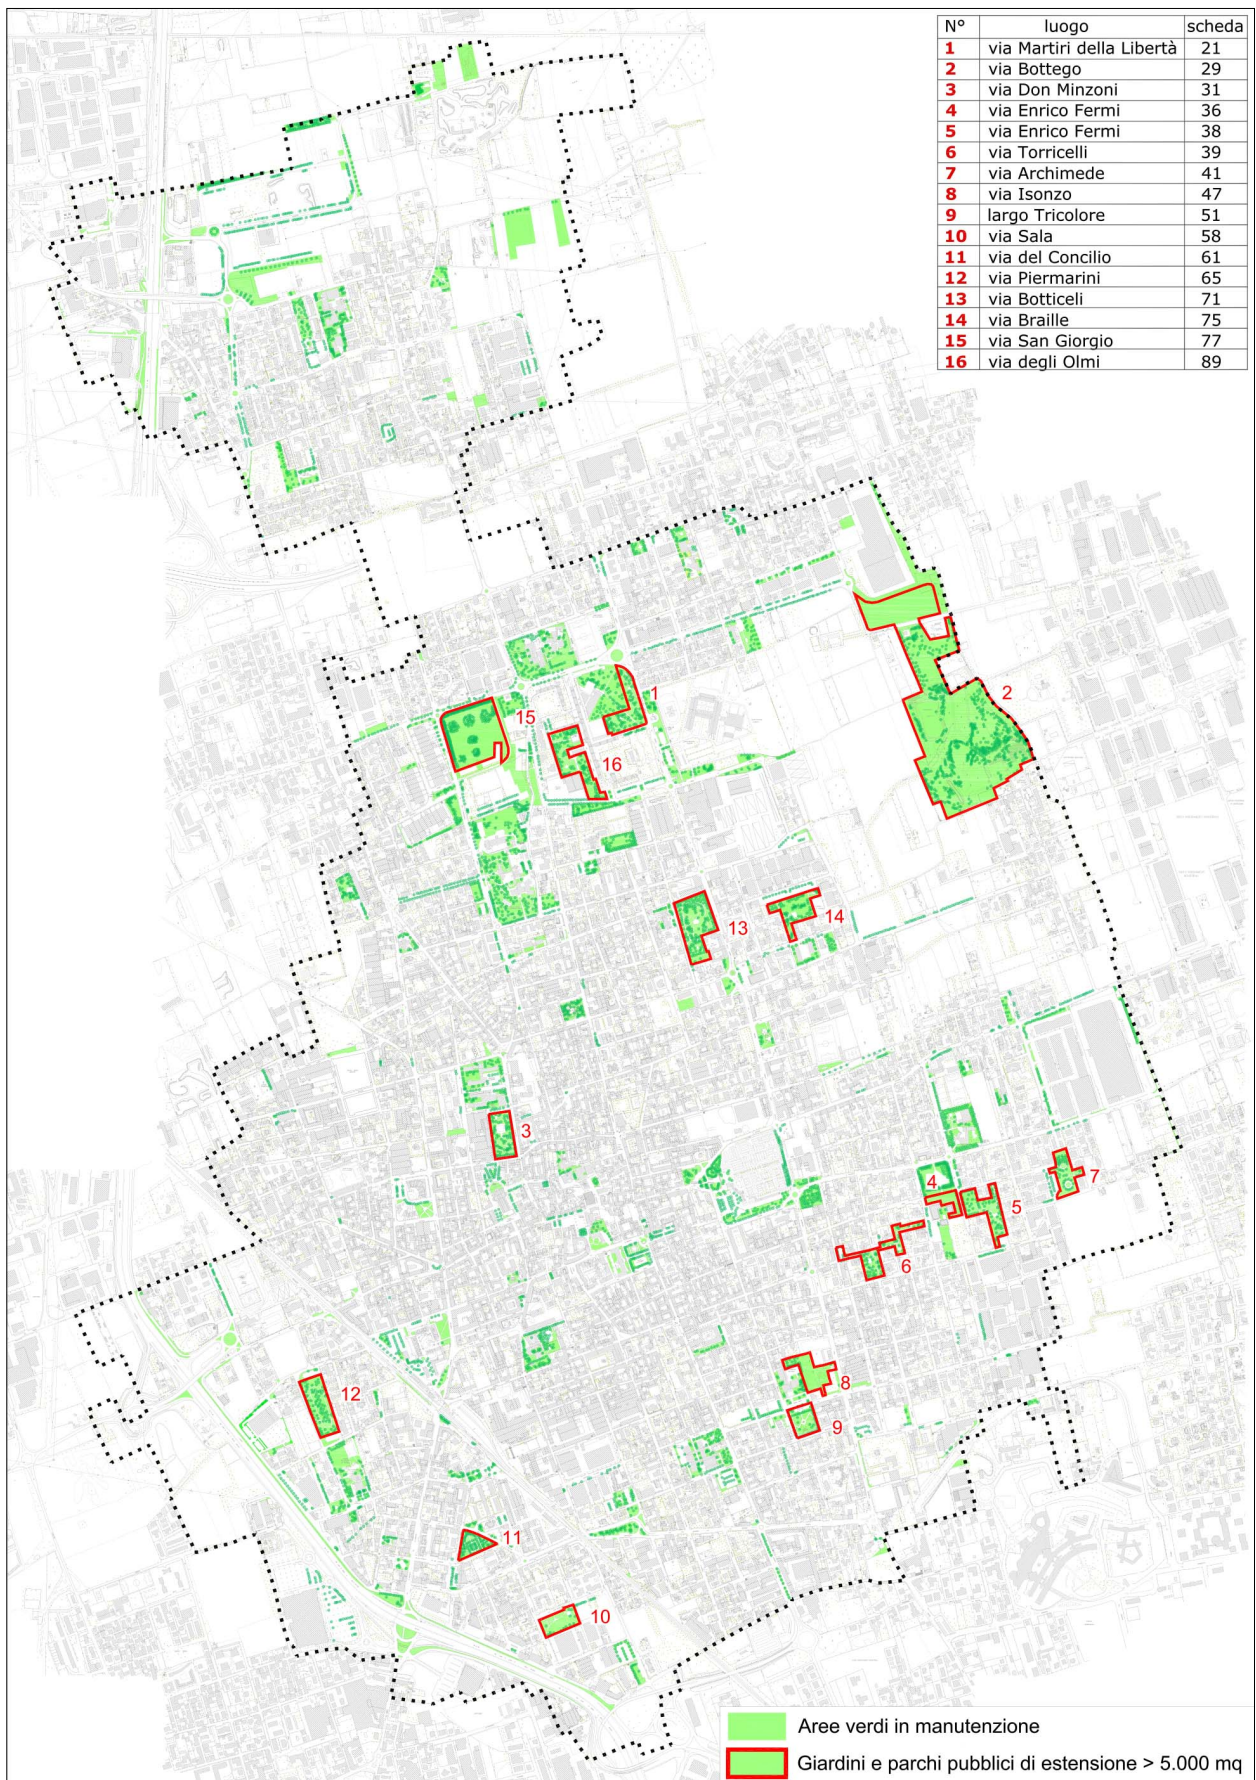 N° luogo scheda
1 via Martiri della Libertà 21
2 via Bottego 29
3 via Don Minzoni 31
4 via Enrico Fermi 36
5 via Enrico Fermi 38
6 via Torricelli 39
7 via Archimede 41
8 via Isonzo 47
9 largo Tricolore 51
10 via Sala 58
11 via del Concilio 61
12 via Piermarini 65
13 via Botticeli 71
14 via Braille 75
15 via San Giorgio 77
16 via degli Olmi 89
1
2
15
16
13
14
3
4
7
5
6
12
8
9
11
10
Aree verdi in manutenzione
Giardini e parchi pubblici di estensione > 5.000 mq